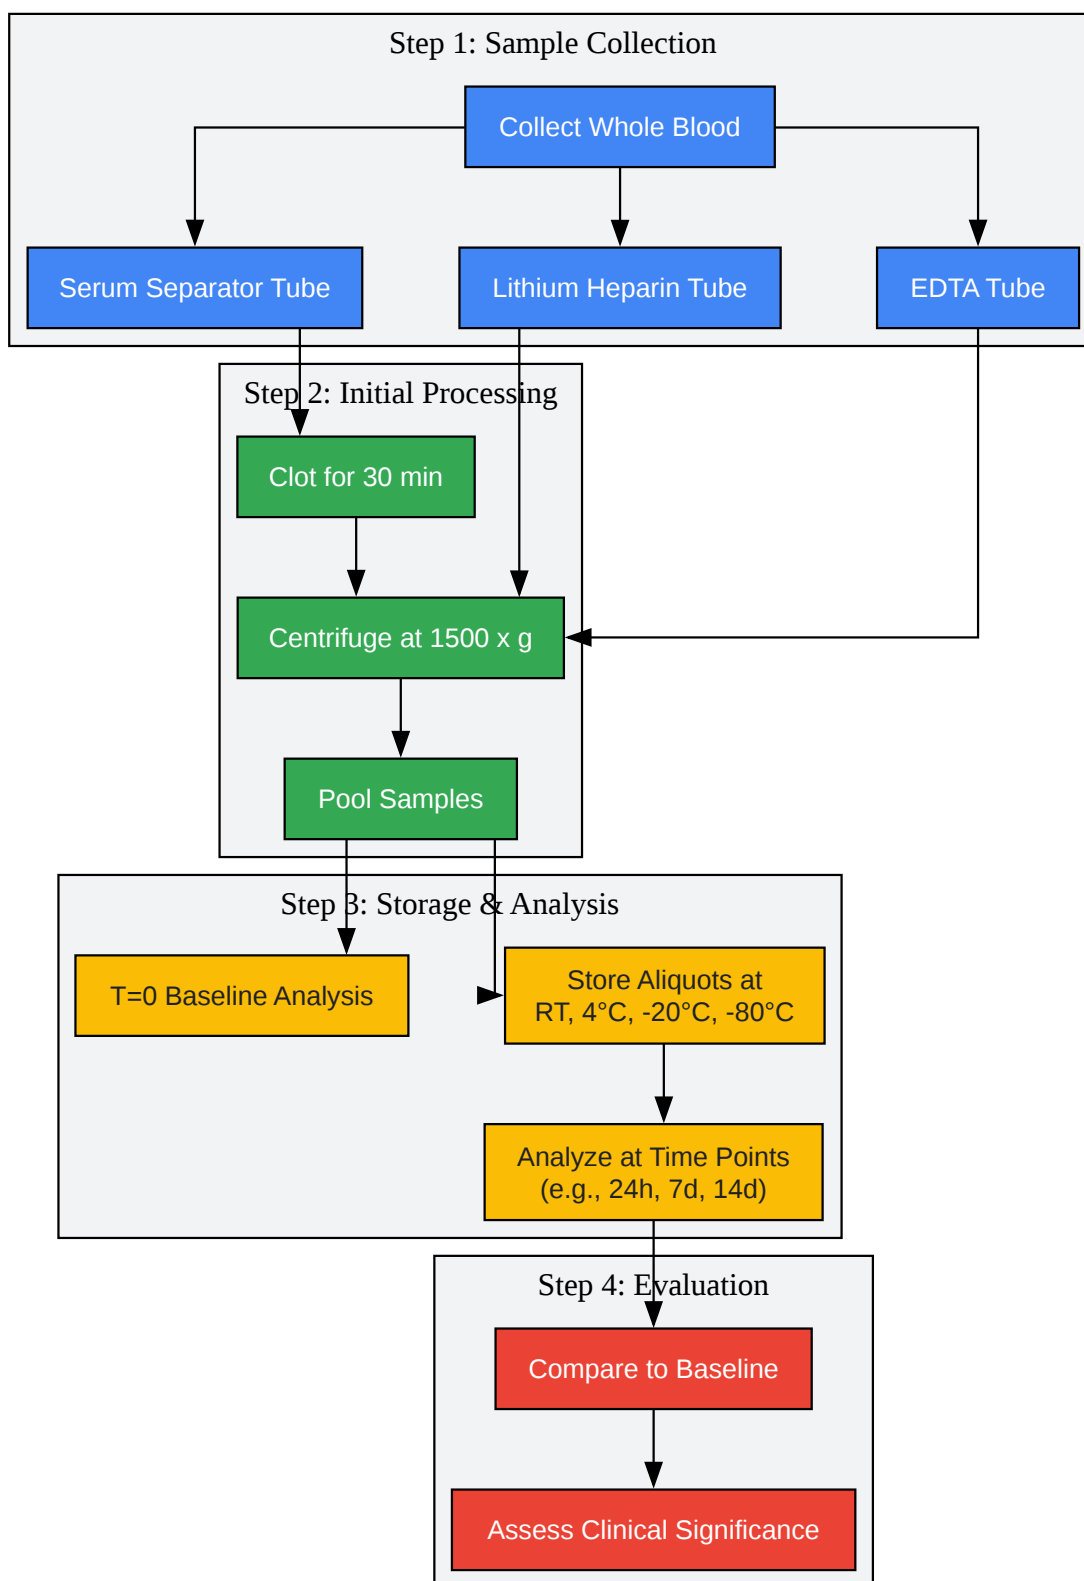 Step 1: Sample Collection
Collect Whole Blood
Serum Separator Tube
Lithium Heparin Tube
EDTA Tube
Step 2: Initial Processing
Clot for 30 min
Centrifuge at 1500 x g
Pool Samples
Step 3: Storage & Analysis
T=0 Baseline Analysis
Store Aliquots at
RT, 4°C, -20°C, -80°C
Analyze at Time Points
(e.g., 24h, 7d, 14d)
Step 4: Evaluation
Compare to Baseline
Assess Clinical Significance